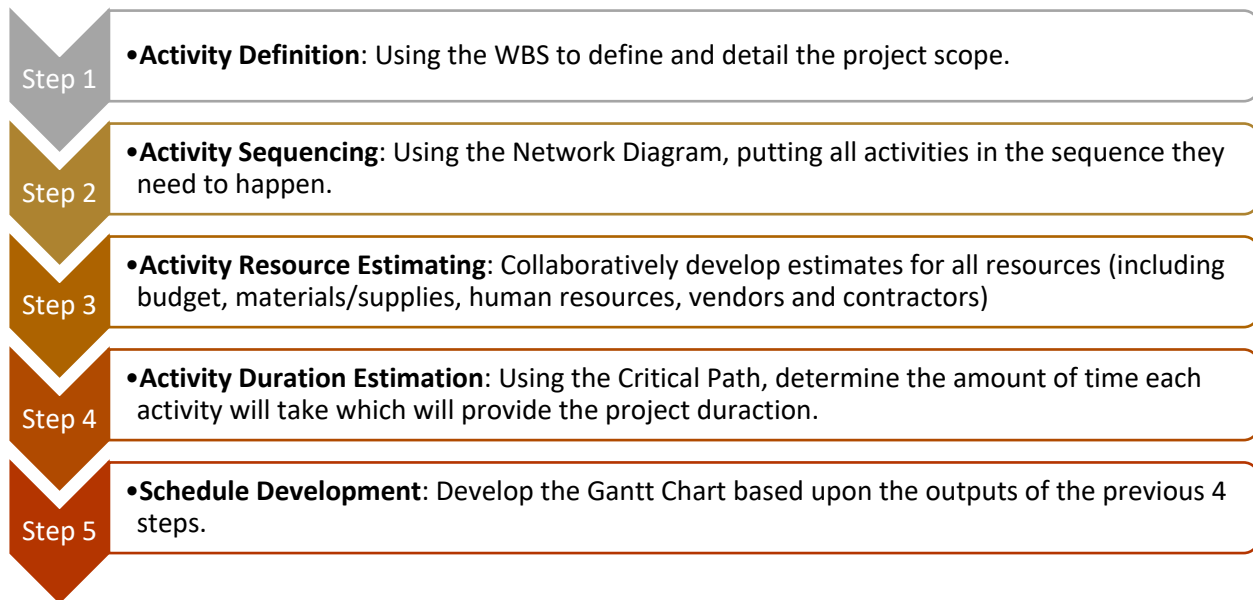 Step 1
•Activity Definition: Using the WBS to define and detail the project scope.
Step 2
•Activity Sequencing: Using the Network Diagram, putting all activities in the sequence they
need to happen.
Step 3
•Activity Resource Estimating: Collaboratively develop estimates for all resources (including
budget, materials/supplies, human resources, vendors and contractors)
Step 4
•Activity Duration Estimation: Using the Critical Path, determine the amount of time each
activity will take which will provide the project duraction.
Step 5
•Schedule Development: Develop the Gantt Chart based upon the outputs of the previous 4
steps.